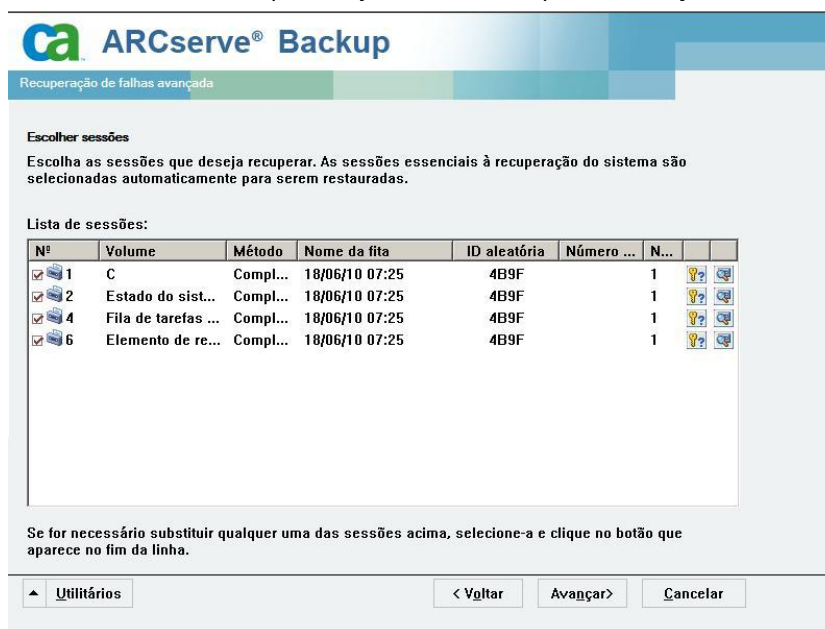 ca ARCserve® Backup
Recuperação de falhas avançada
Escolher sessões
Escolha as sessões que deseja recuperar. As sessões essenciais à recuperação do sistema são
selecionadas automaticamente para serem restauradas.
Lista de sessões:
Nº Volume Método Nome da fita ID aleatória Número ... N...
1 C Compl... 18/06/10 07:25 4B9F 1
2 Estado do sist... Compl... 18/06/10 07:25 4B9F 1
4 Fila de tarefas ... Compl... 18/06/10 07:25 4B9F 1
6 Elemento de re... Compl... 18/06/10 07:25 4B9F 1
Se for necessário substituir qualquer uma das sessões acima, selecione-a e clique no botão que
aparece no fim da linha.
Utilitários < Voltar Avançar> Cancelar